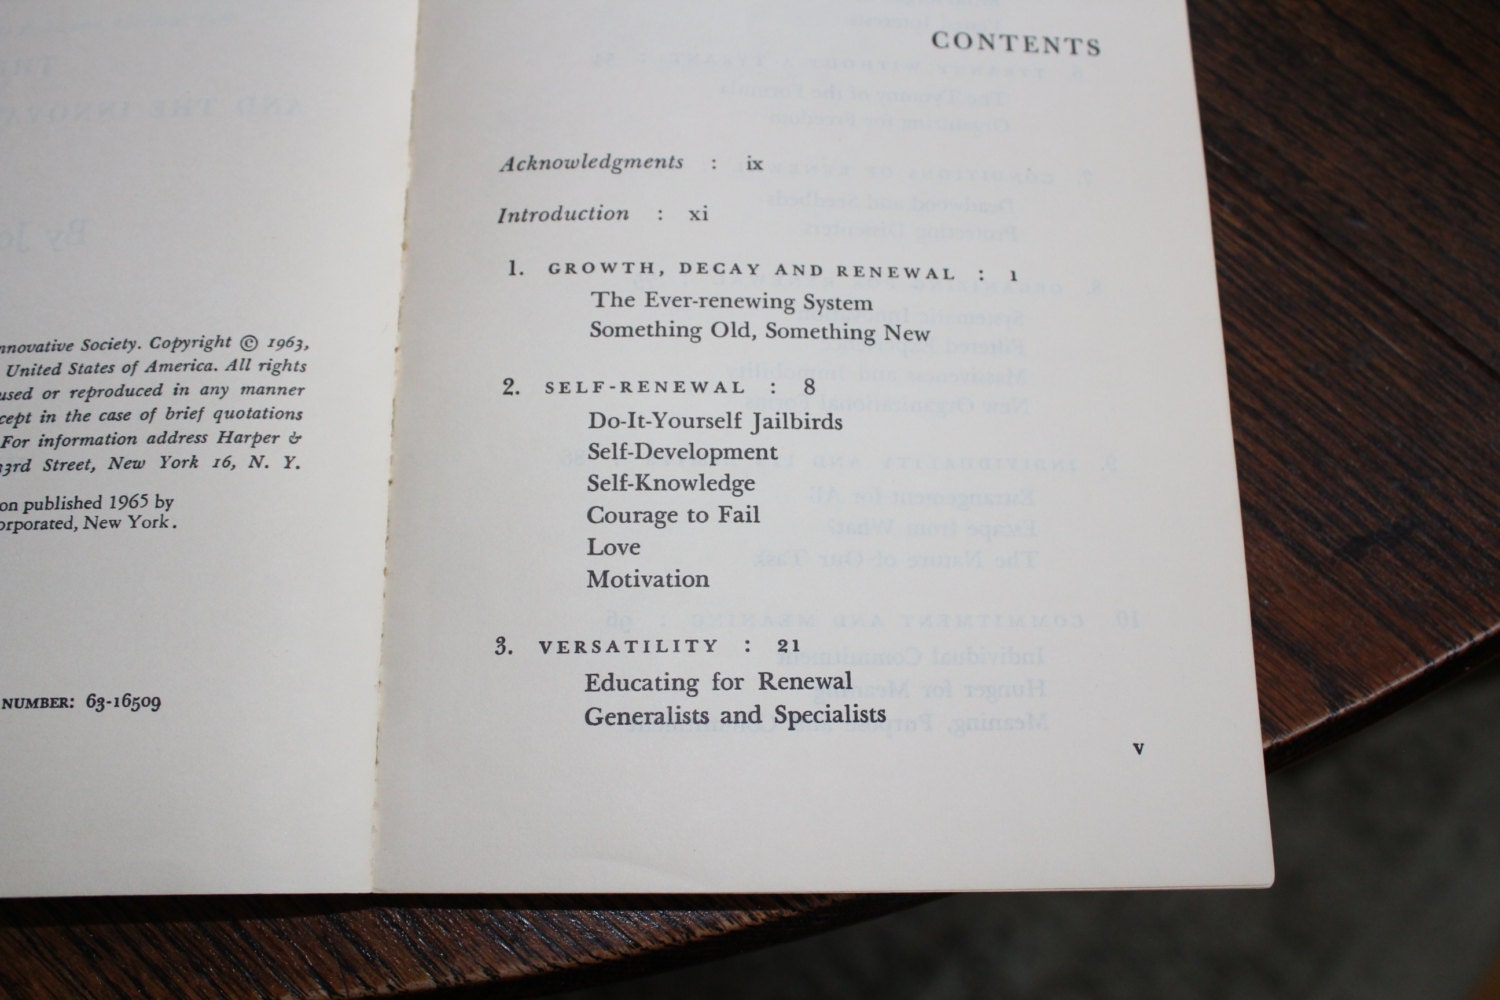 nnovative Society. Copyright © 1963,
United States of America. All rights
used or reproduced in any manner
cept in the case of brief quotations
For information address Harper &
33rd Street, New York 16, N. Y.
on published 1965 by
orporated, New York.
NUMBER: 63-16509
CONTENTS
Acknowledgments : ix
Introduction : xi
1. GROWTH, DECAY AND RENEWAL : 1
The Ever-renewing System
Something Old, Something New
2. SELF-RENEWAL : 8
Do-It-Yourself Jailbirds
Self-Development
Self-Knowledge
Courage to Fail
Love
Motivation
3. VERSATILITY : 21
Educating for Renewal
Generalists and Specialists
v